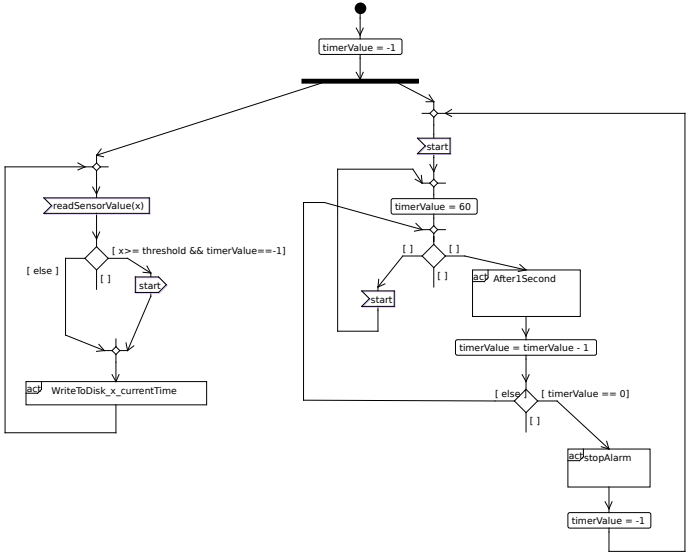 timerValue = -1
start
readSensorValue(x)
timerValue = 60
[ x>= threshold && timerValue==-1]
[ ]
[ ]
[ else ]
[ ]
[ ]
start
act
After1Second
start
timerValue = timerValue - 1
act
WriteToDisk_x_currentTime
[ else ]
[ timerValue == 0]
[ ]
act
stopAlarm
timerValue = -1